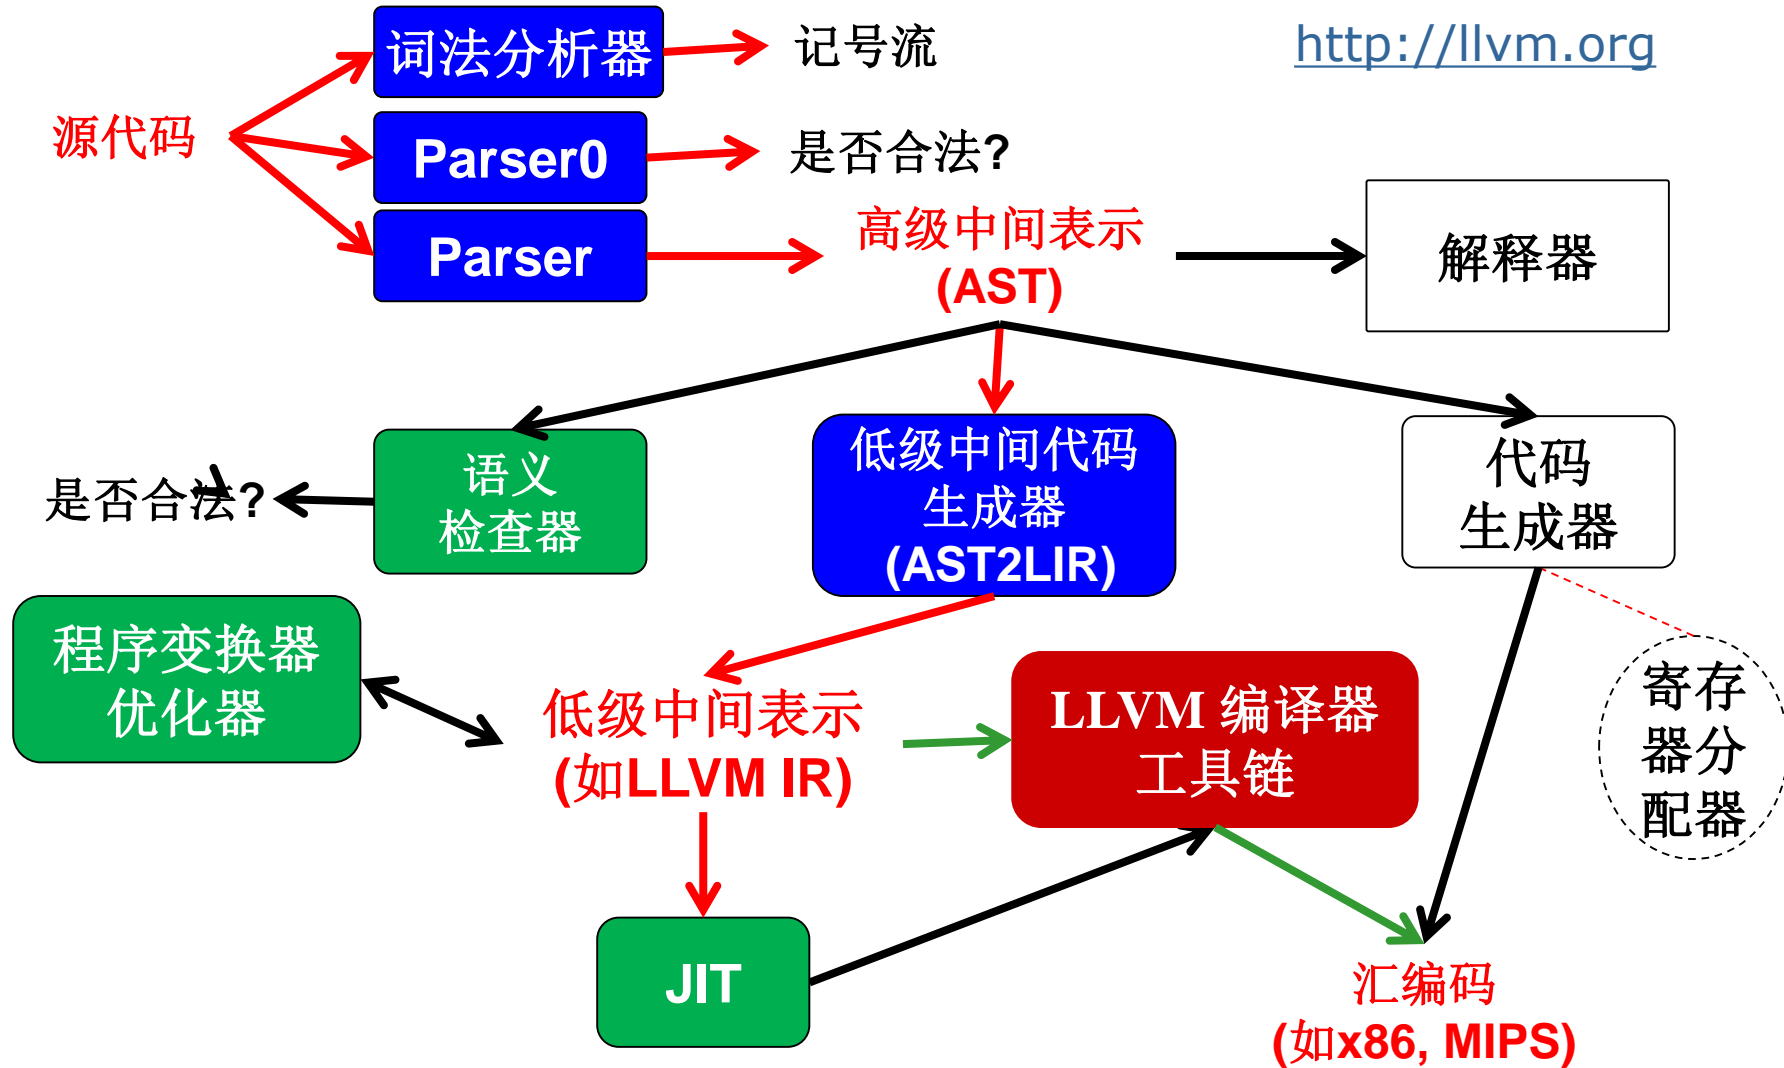 词法分析器
记号流
http://llvm.org
源代码
Parser0
是否合法?
Parser
高级中间表示
(AST)
解释器
语义
检查器
是否合法?
低级中间代码
生成器
(AST2LIR)
代码
生成器
程序变换器
优化器
低级中间表示
(如LLVM IR)
LLVM 编译器
工具链
寄存
器分
配器
JIT
汇编码
(如x86, MIPS)